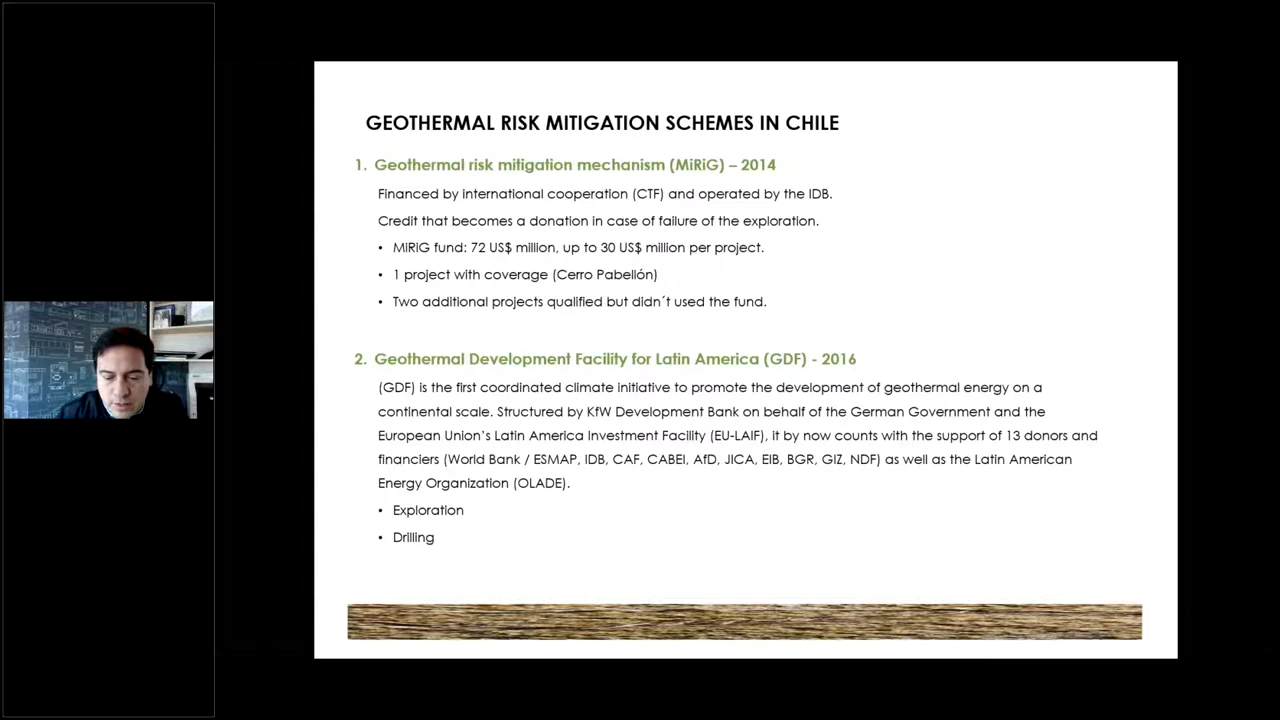 GEOTHERMAL RISK MITIGATION SCHEMES IN CHILE
1. Geothermal risk mitigation mechanism (MiRiG) – 2014
Financed by international cooperation (CTF) and operated by the IDB.
Credit that becomes a donation in case of failure of the exploration.
• MiRIG fund: 72 US$ million, up to 30 US$ million per project.
• 1 project with coverage (Cerro Pabellón)
• Two additional projects qualified but didn´t used the fund.
2. Geothermal Development Facility for Latin America (GDF) - 2016
(GDF) is the first coordinated climate initiative to promote the development of geothermal energy on a
continental scale. Structured by KfW Development Bank on behalf of the German Government and the
European Union’s Latin America Investment Facility (EU-LAIF), it by now counts with the support of 13 donors and
financiers (World Bank / ESMAP, IDB, CAF, CABEI, AfD, JICA, EIB, BGR, GIZ, NDF) as well as the Latin American
Energy Organization (OLADE).
• Exploration
• Drilling